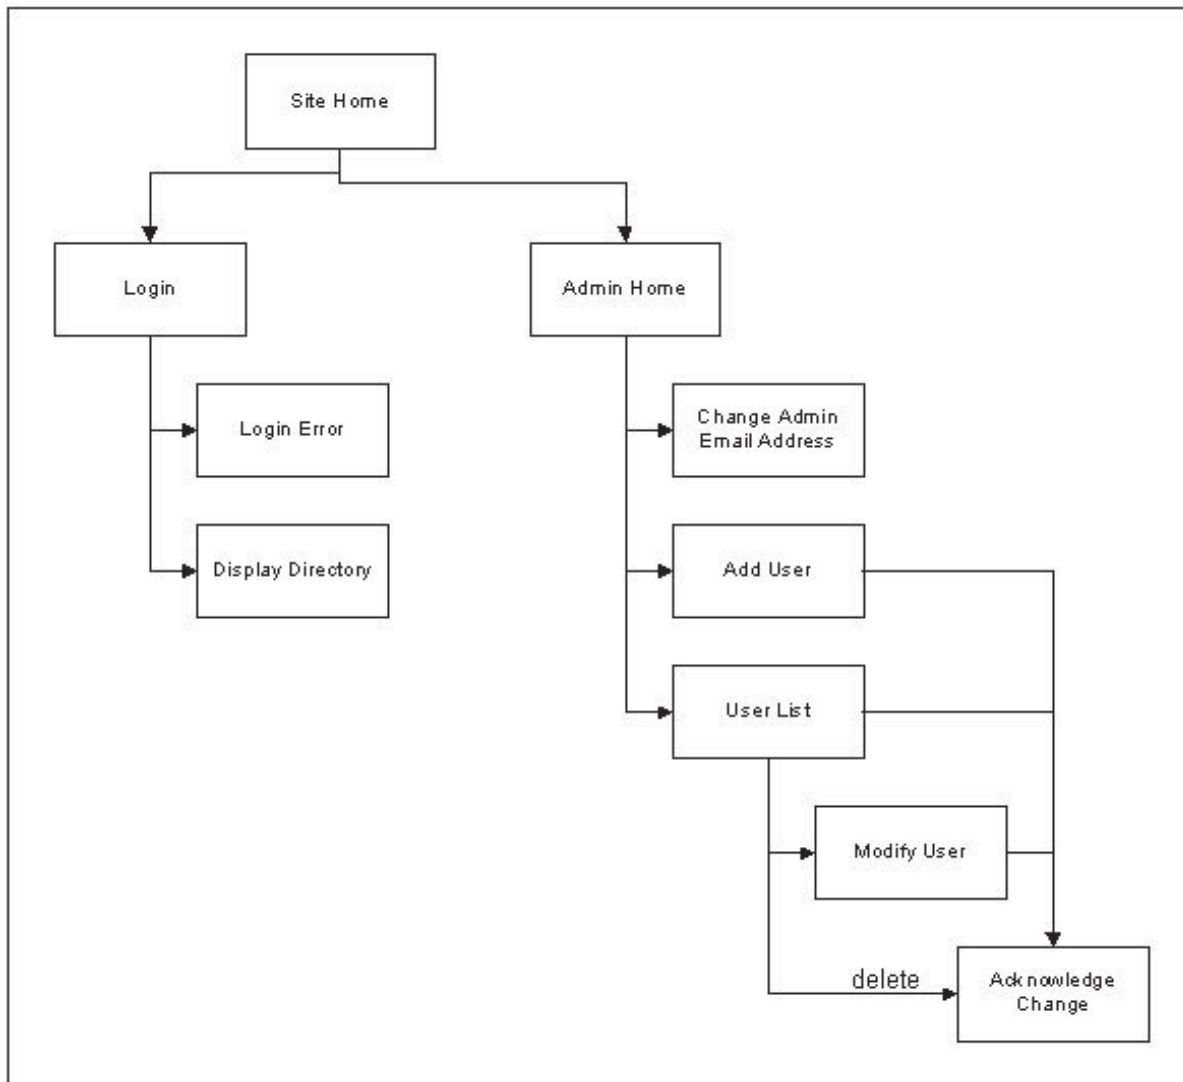 Site Home
Login
Admin Home
Login Error
Change Admin
Email Address
Display Directory
Add User
User List
Modify User
delete
Acknowledge
Change